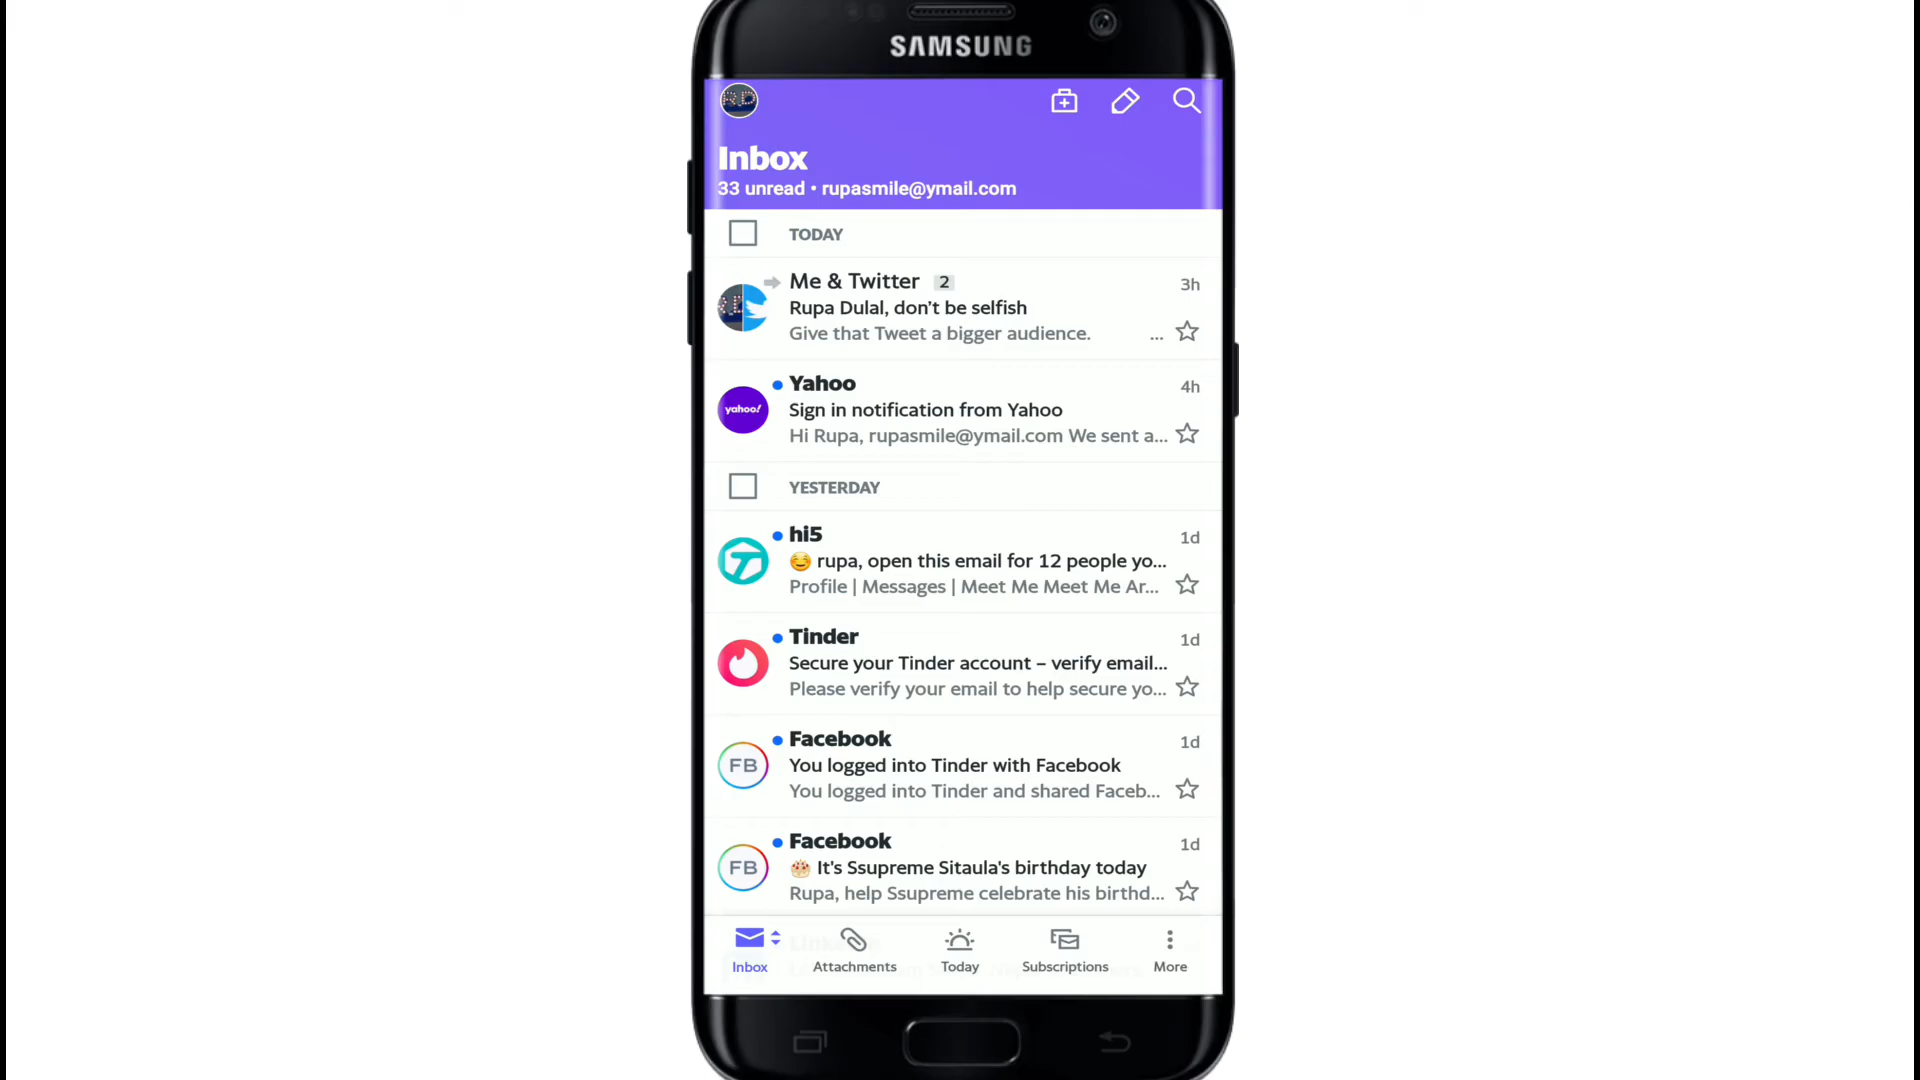 SAMSUNG
RD
Inbox
33 unread • rupasmile@ymail.com
TODAY
Me & Twitter 2
3h
Rupa Dulal, don't be selfish
Give that Tweet a bigger audience. ...
Yahoo
4h
yahoo!
Sign in notification from Yahoo
Hi Rupa, rupasmile@ymail.com We sent a...
YESTERDAY
hi5
1d
😊 rupa, open this email for 12 people yo...
Profile | Messages | Meet Me Meet Me Ar...
Tinder
1d
Secure your Tinder account – verify email...
Please verify your email to help secure yo...
Facebook
1d
FB
You logged into Tinder with Facebook
You logged into Tinder and shared Faceb...
Facebook
1d
FB
🎂 It's Ssupreme Sitaula's birthday today
Rupa, help Ssupreme celebrate his birthd...
Inbox
Attachments
Today
Subscriptions
More